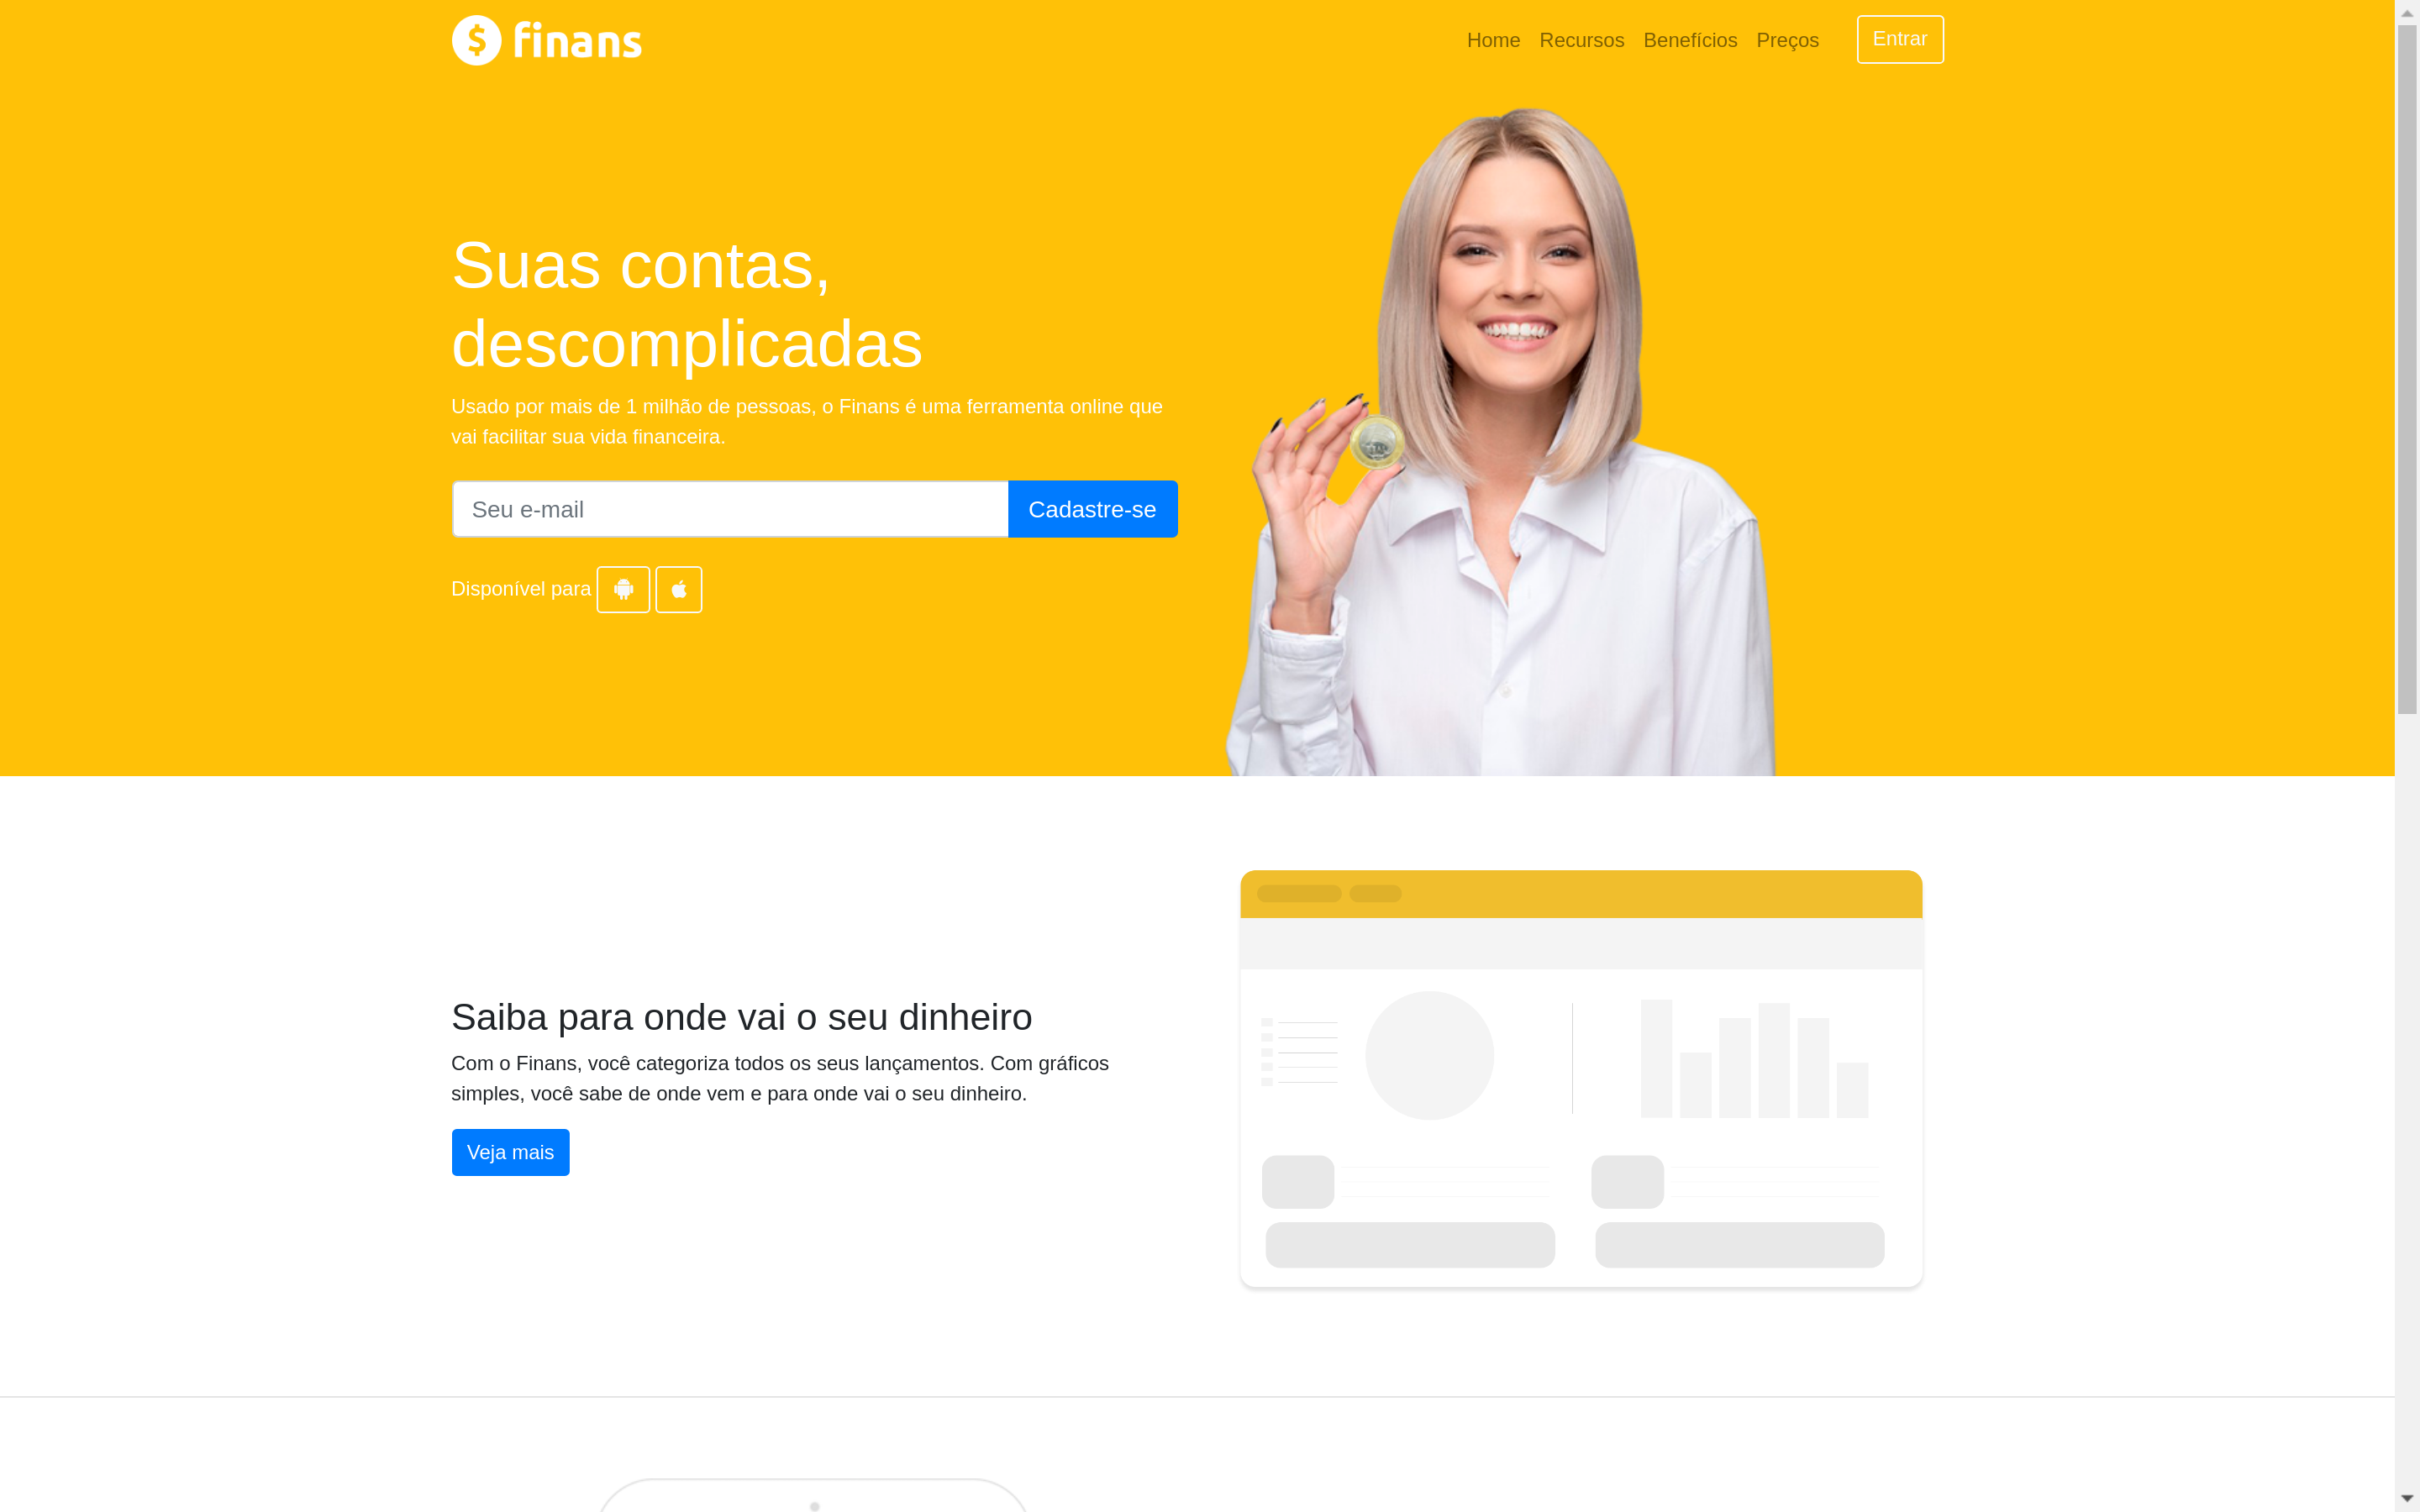 finans
Home Recursos Benefícios Preços Entrar
Suas contas,
descomplicadas
Usado por mais de 1 milhão de pessoas, o Finans é uma ferramenta online que
vai facilitar sua vida financeira.
Seu e-mail Cadastre-se
Disponível para
Saiba para onde vai o seu dinheiro
Com o Finans, você categoriza todos os seus lançamentos. Com gráficos
simples, você sabe de onde vem e para onde vai o seu dinheiro.
Veja mais